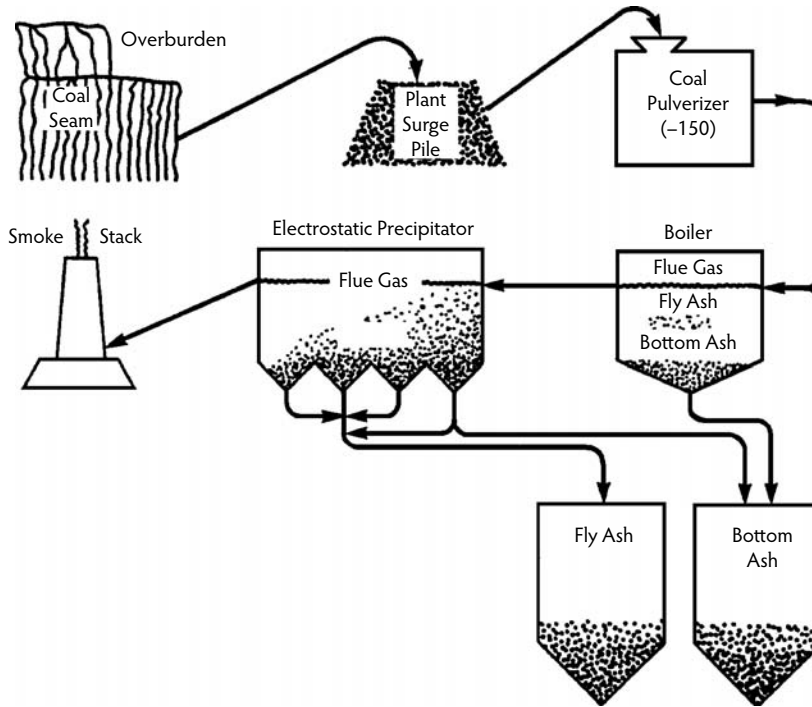 Overburden
Coal
Seam
Plant
Surge
Pile
Coal
Pulverizer
(–150)
Smoke Stack
Electrostatic Precipitator
Flue Gas
Boiler
Flue Gas
Fly Ash
Bottom Ash
Fly Ash
Bottom
Ash